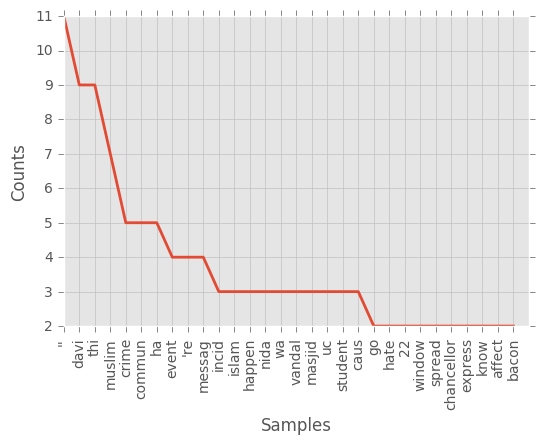 11
10
9
8
7
6
5
4
3
2
Counts
"
davi
thi
muslim
crime
commun
ha
event
're
messag
incid
islam
happen
nida
wa
vandal
masjid
uc
student
caus
go
hate
22
window
spread
chancellor
express
know
affect
bacon
Samples